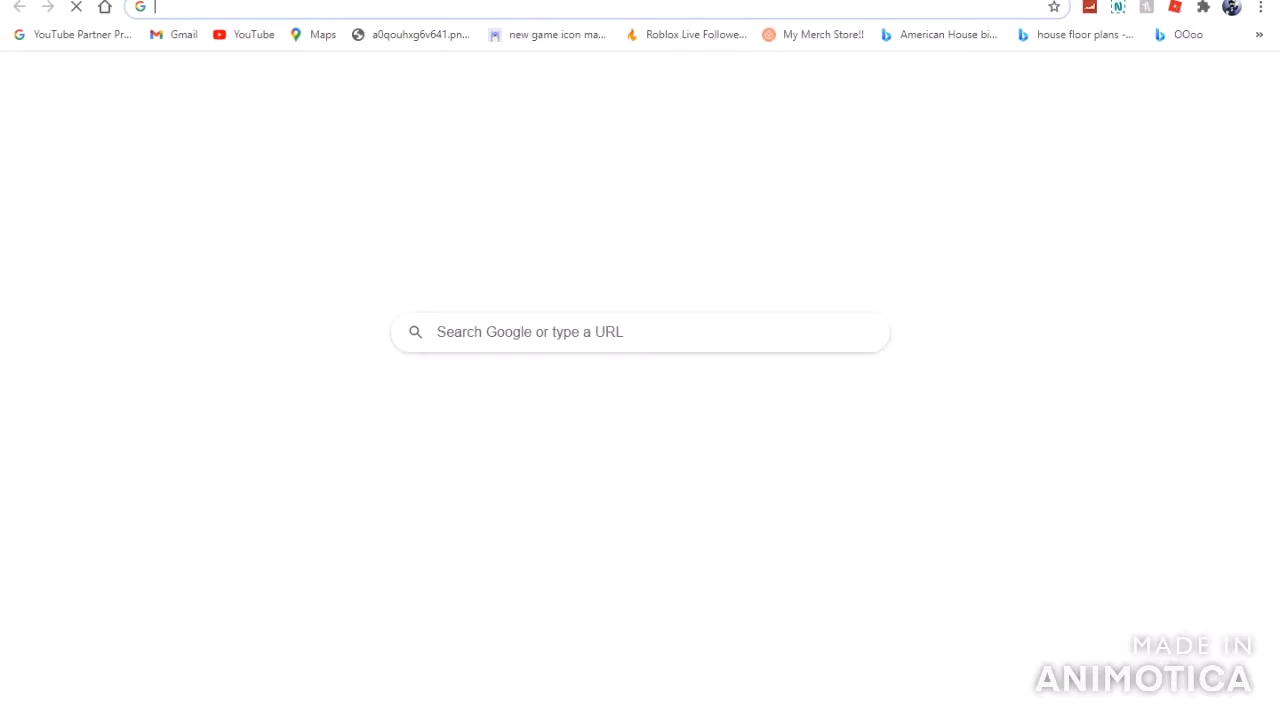 YouTube Partner Pr...
Gmail
YouTube
Maps
a0qouhxg6v641.pn...
new game icon ma...
Roblox Live Followe...
My Merch Store!!
American House bi...
house floor plans -...
OOoo
»
Search Google or type a URL
MADE IN
ANIMOTICA